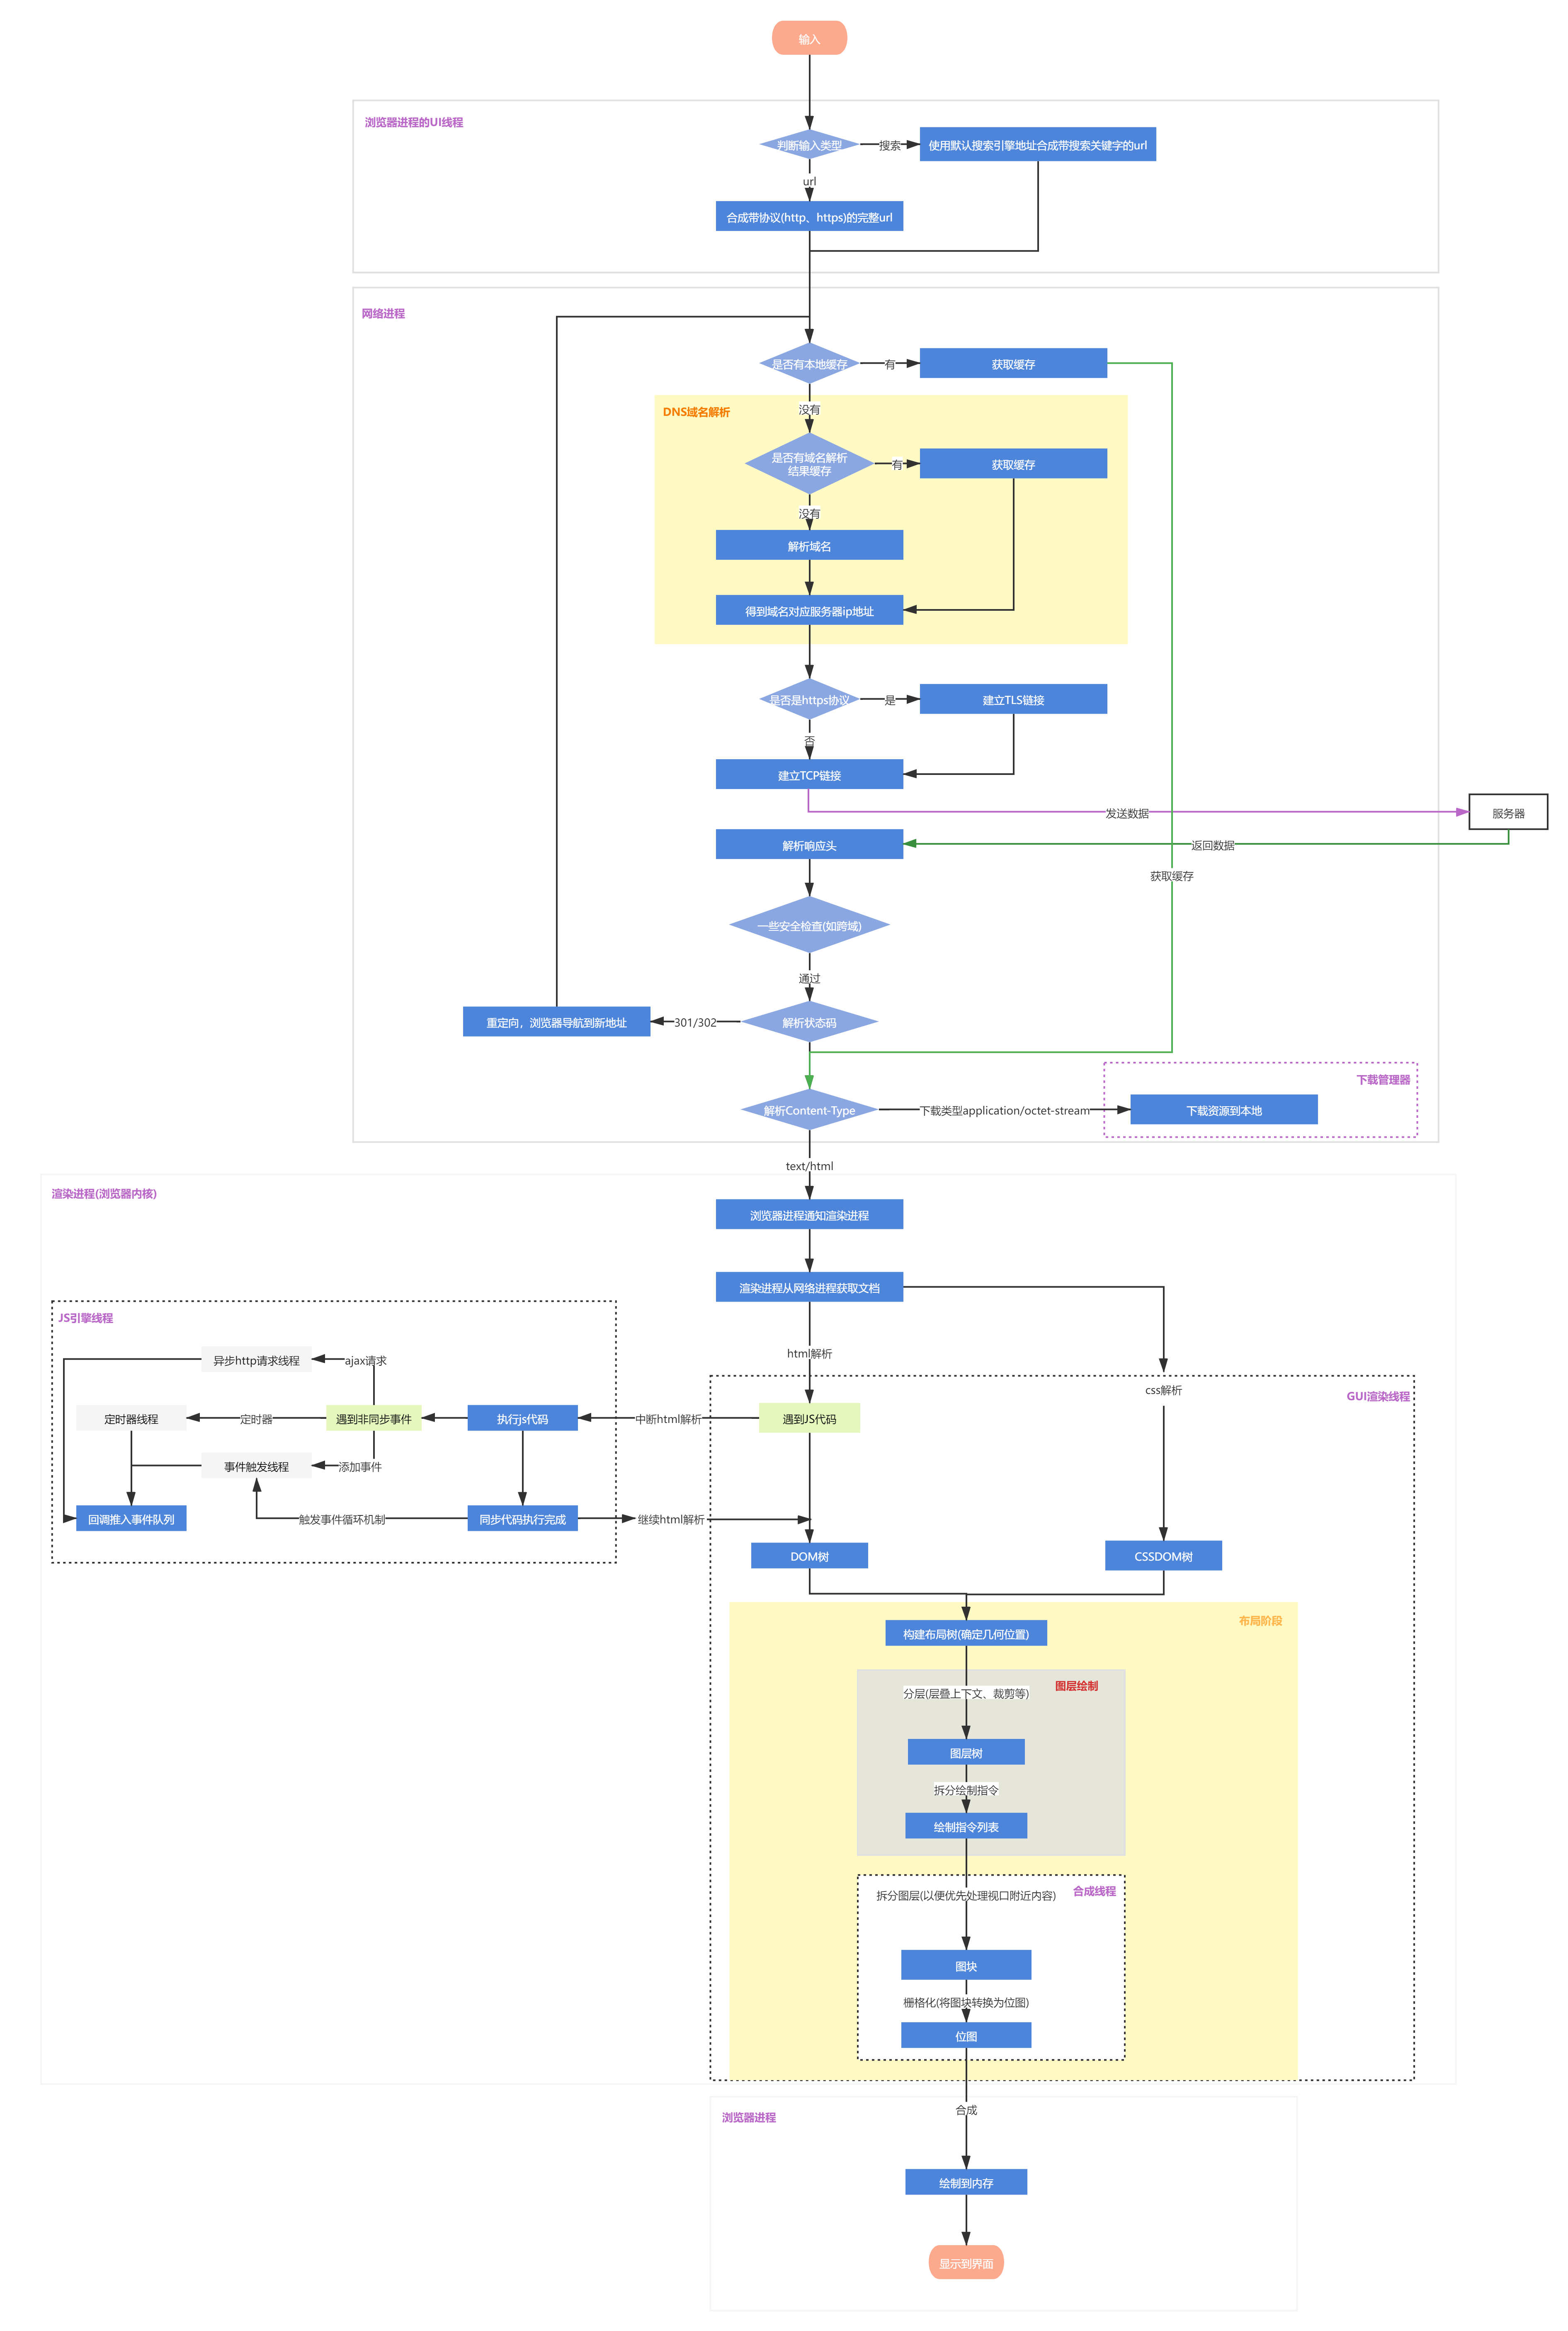 输入
浏览器进程的UI线程
判断输入类型
搜索
使用默认搜索引擎地址合成带搜索关键字的url
url
合成带协议(http、https)的完整url
网络进程
是否有本地缓存
有
获取缓存
没有
DNS域名解析
是否有域名解析
结果缓存
有
获取缓存
没有
解析域名
得到域名对应服务器ip地址
是否是https协议
是
建立TLS链接
否
建立TCP链接
发送数据
服务器
解析响应头
返回数据
获取缓存
一些安全检查(如跨域)
通过
重定向，浏览器导航到新地址
301/302
解析状态码
下载管理器
解析Content-Type
下载类型application/octet-stream
下载资源到本地
text/html
渲染进程(浏览器内核)
浏览器进程通知渲染进程
渲染进程从网络进程获取文档
JS引擎线程
html解析
异步http请求线程
ajax请求
css解析
GUI渲染线程
定时器线程
定时器
遇到非同步事件
执行js代码
中断html解析
遇到JS代码
事件触发线程
添加事件
回调推入事件队列
触发事件循环机制
同步代码执行完成
继续html解析
DOM树
CSSDOM树
布局阶段
构建布局树(确定几何位置)
图层绘制
分层(层叠上下文、裁剪等)
图层树
拆分绘制指令
绘制指令列表
合成线程
拆分图层(以便优先处理视口附近内容)
图块
栅格化(将图块转换为位图)
位图
合成
浏览器进程
绘制到内存
显示到界面